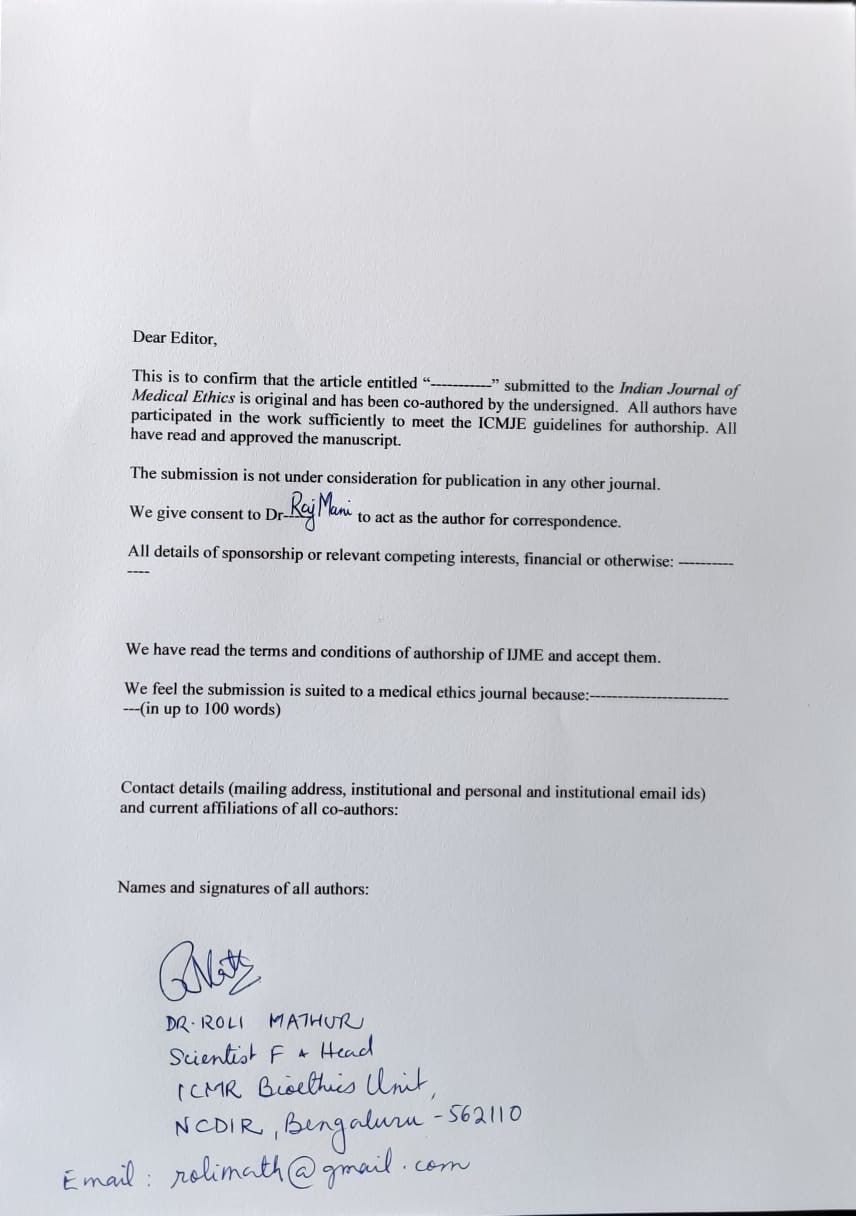 Dear Editor,
This is to confirm that the article entitled “-----------” submitted to the Indian Journal of
Medical Ethics is original and has been co-authored by the undersigned. All authors have
participated in the work sufficiently to meet the ICMJE guidelines for authorship. All
have read and approved the manuscript.
The submission is not under consideration for publication in any other journal.
We give consent to Dr-Raj Mani to act as the author for correspondence.
All details of sponsorship or relevant competing interests, financial or otherwise: ----------
----
We have read the terms and conditions of authorship of IJME and accept them.
We feel the submission is suited to a medical ethics journal because:-------------------------
---(in up to 100 words)
Contact details (mailing address, institutional and personal and institutional email ids)
and current affiliations of all co-authors:
Names and signatures of all authors:
DR. ROLI MATHUR
Scientist F & Head
ICMR Bioethics Unit,
NCDIR, Bengaluru - 562110
Email : rolimath@gmail.com